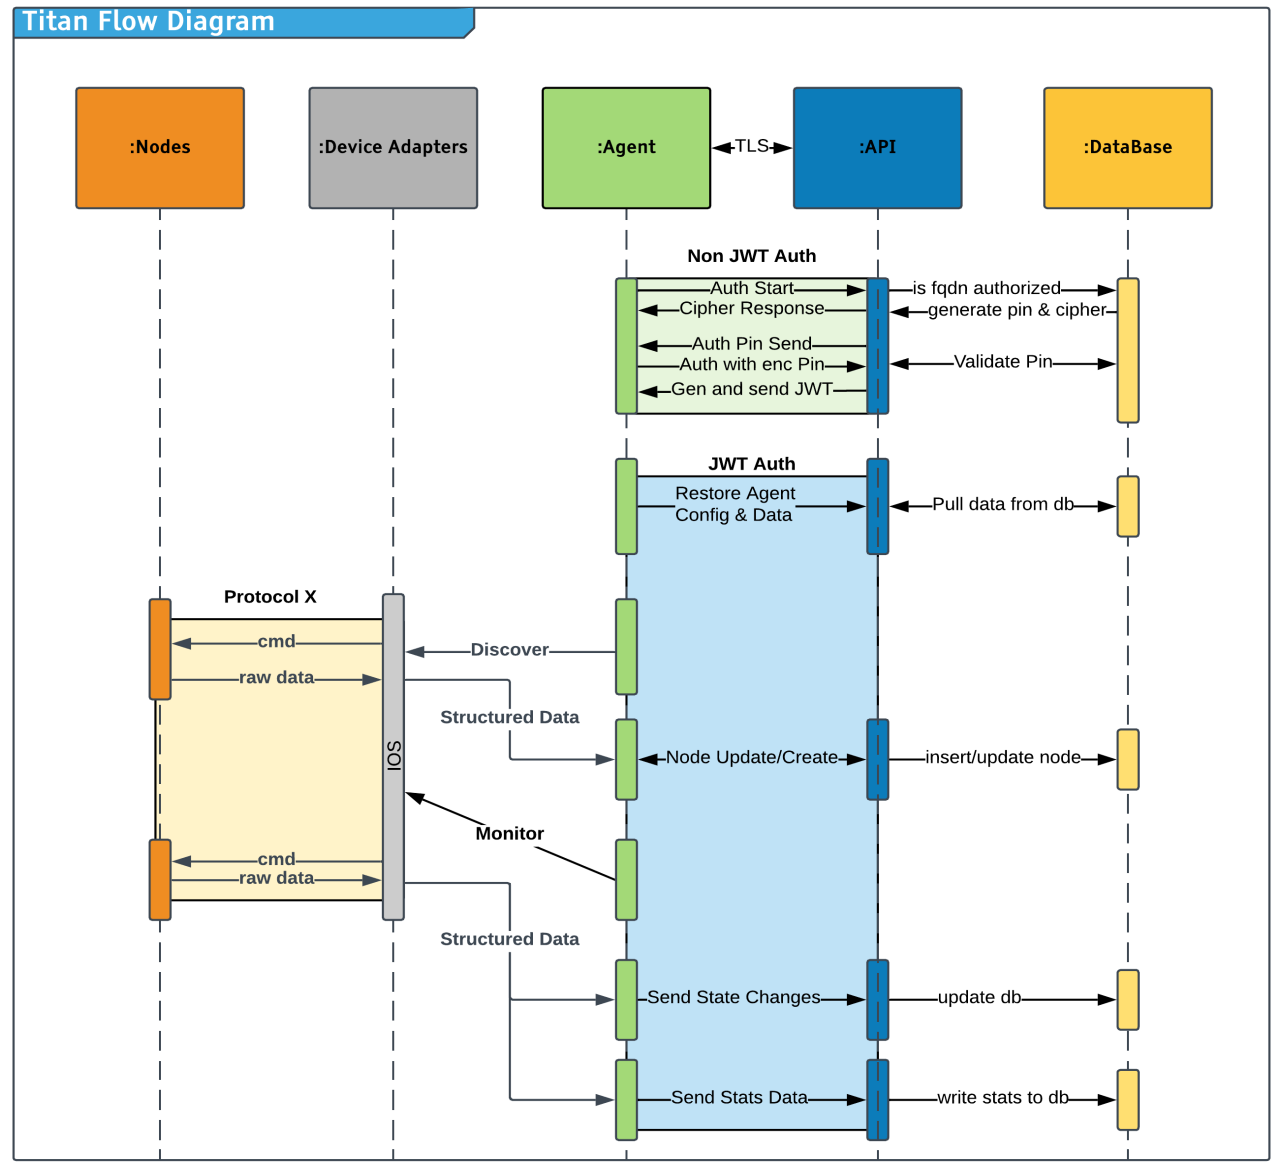 Titan Flow Diagram
:Nodes
:Device Adapters
:Agent
TLS
:API
:DataBase
Non JWT Auth
Auth Start
is fqdn authorized
Cipher Response
generate pin & cipher
Auth Pin Send
Auth with enc Pin
Validate Pin
Gen and send JWT
JWT Auth
Restore Agent
Config & Data
Pull data from db
Protocol X
cmd
Discover
raw data
Structured Data
IOS
Node Update/Create
insert/update node
Monitor
cmd
raw data
Structured Data
Send State Changes
update db
Send Stats Data
write stats to db